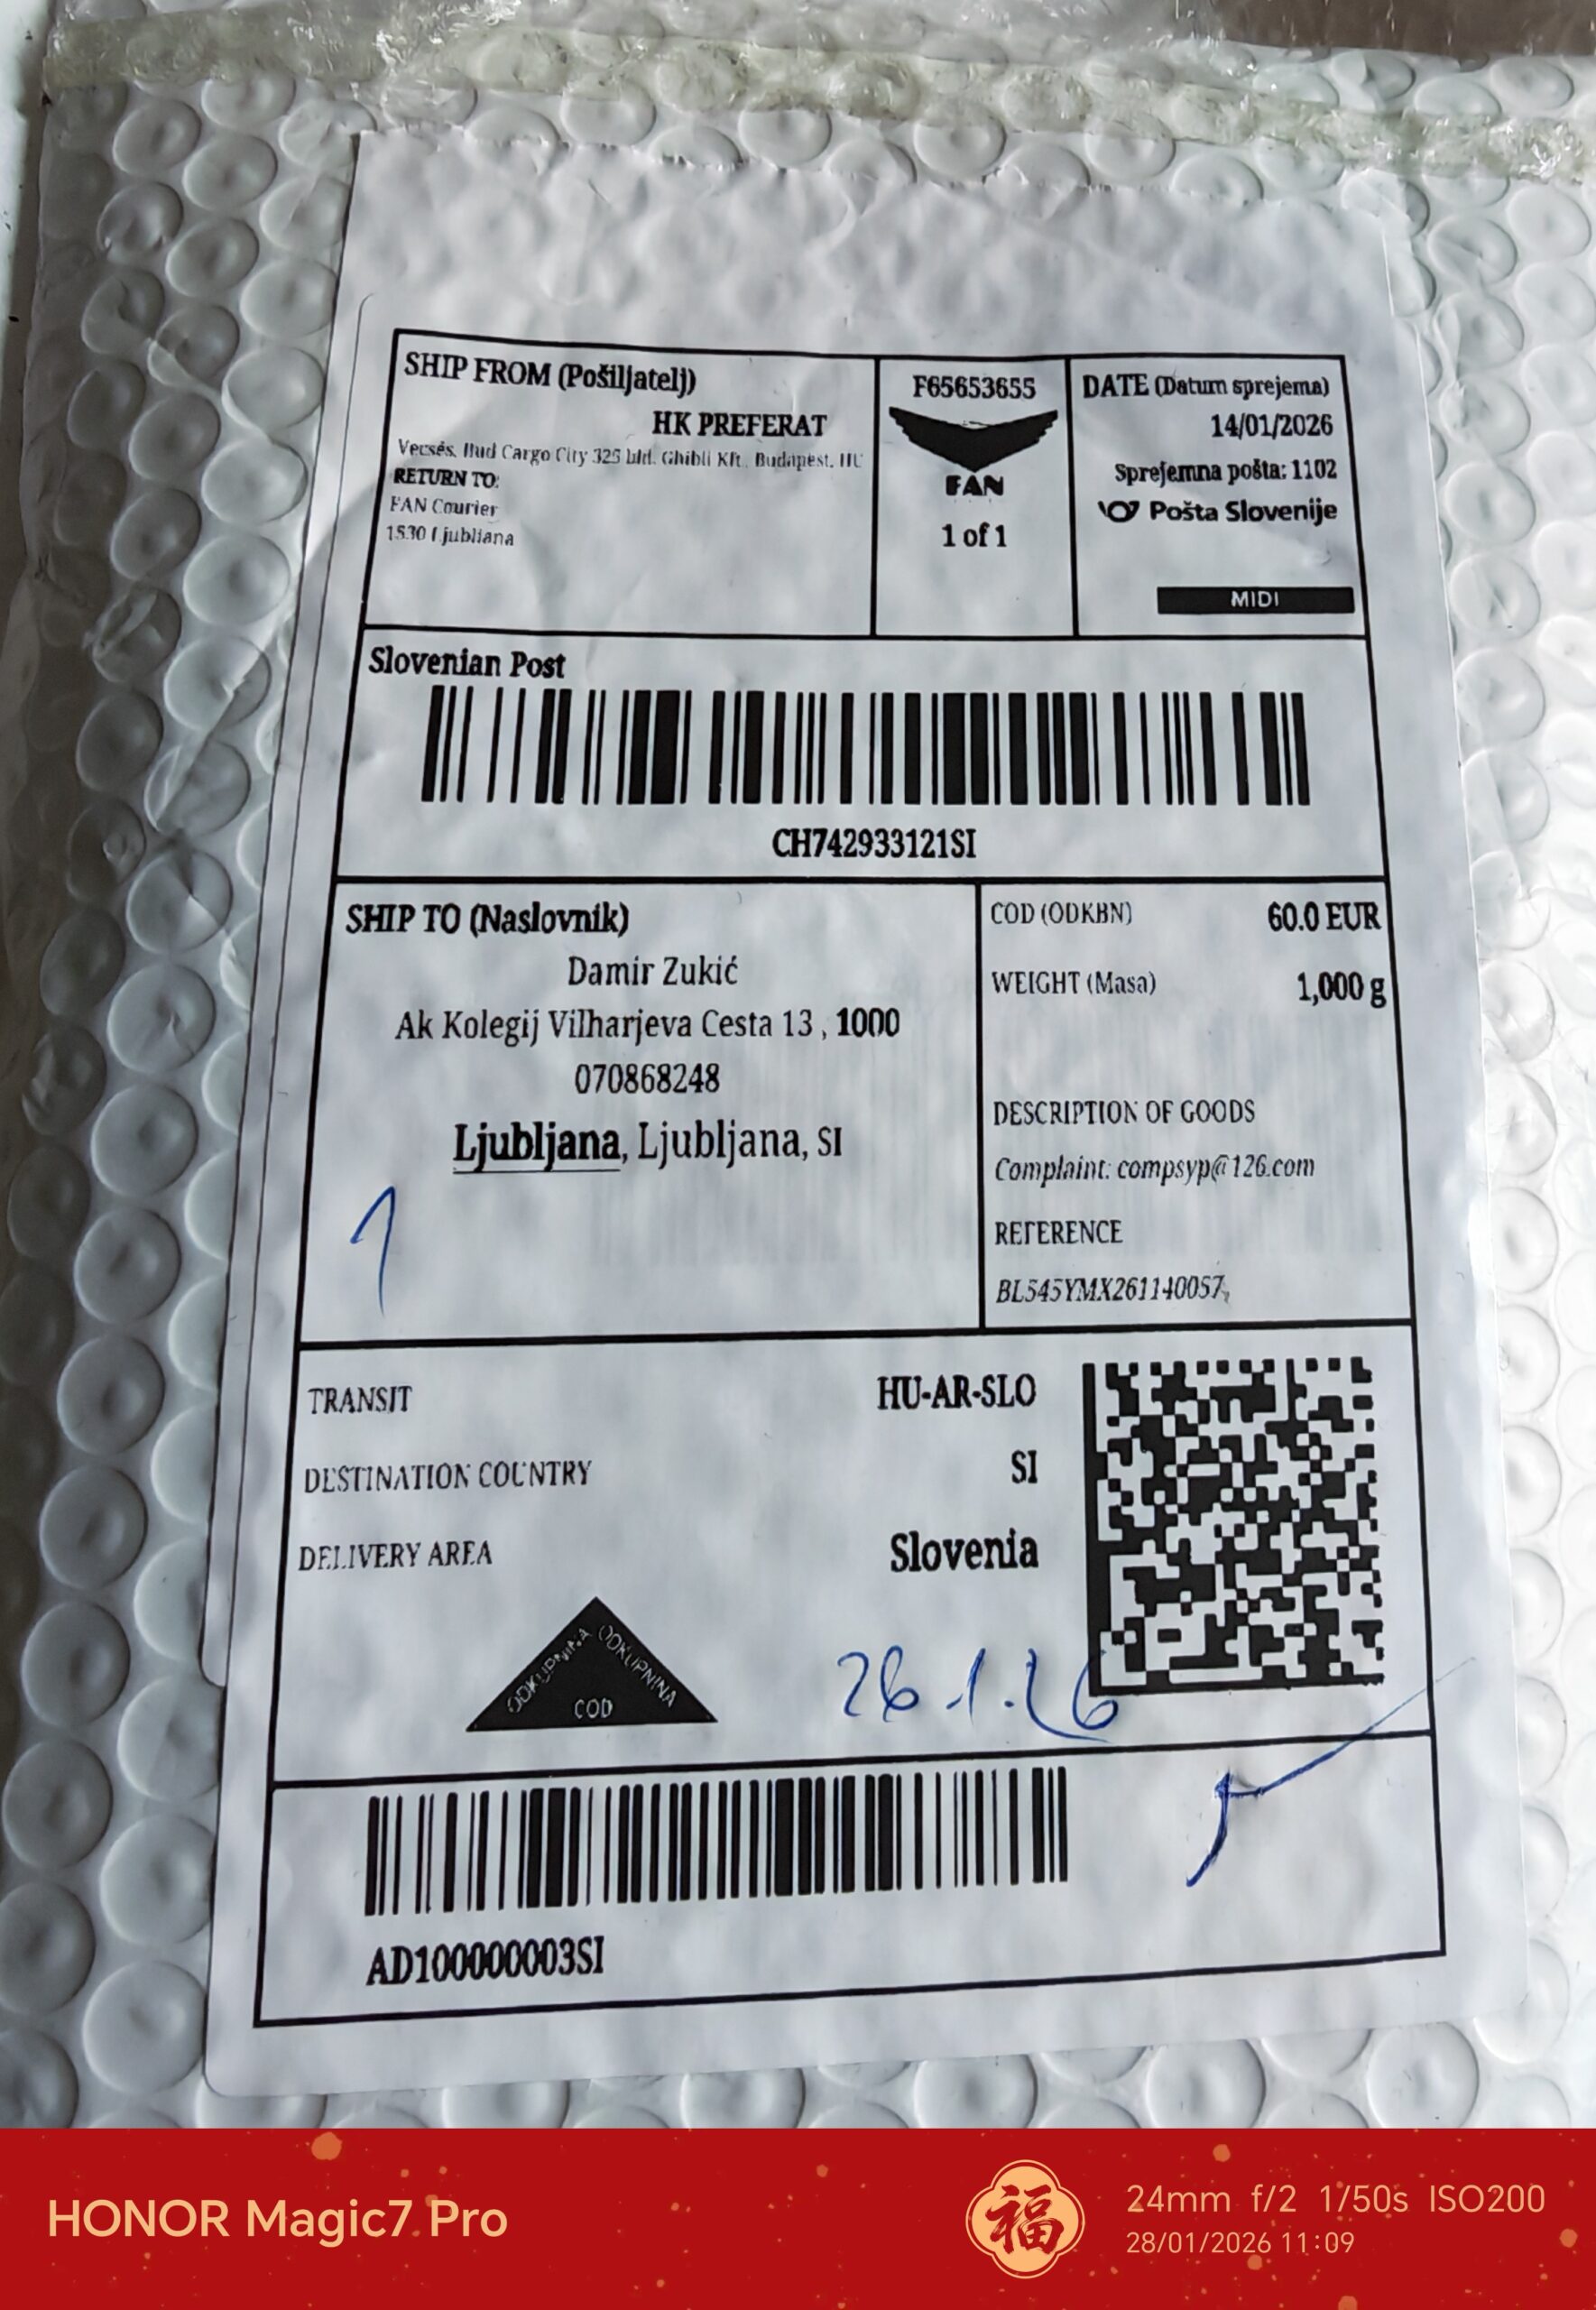 SHIP FROM (Pošiljatelj)
HK PREFERAT
Vecsés, Bud Cargo City 325 bld. Ghibli Kft., Budapest, HU
RETURN TO:
FAN Courier
1530 Ljubljana
F65653655
FAN
1 of 1
DATE (Datum sprejema)
14/01/2026
Sprejemna pošta: 1102
Pošta Slovenije
MIDI
Slovenian Post
CH742933121SI
SHIP TO (Naslovnik)
Damir Zukić
Ak Kolegij Vilharjeva Cesta 13 , 1000
070868248
Ljubljana, Ljubljana, SI
1
COD (ODKBN) 60.0 EUR
WEIGHT (Masa) 1,000 g
DESCRIPTION OF GOODS
Complaint: compsyp@126.com
REFERENCE
BL545YMX261140057,
TRANSIT HU-AR-SLO
DESTINATION COUNTRY SI
DELIVERY AREA Slovenia
ODKUPNINA ODKUPNINA
COD
26.1.26
AD100000003SI
HONOR Magic7 Pro
福
24mm f/2 1/50s ISO200
28/01/2026 11:09